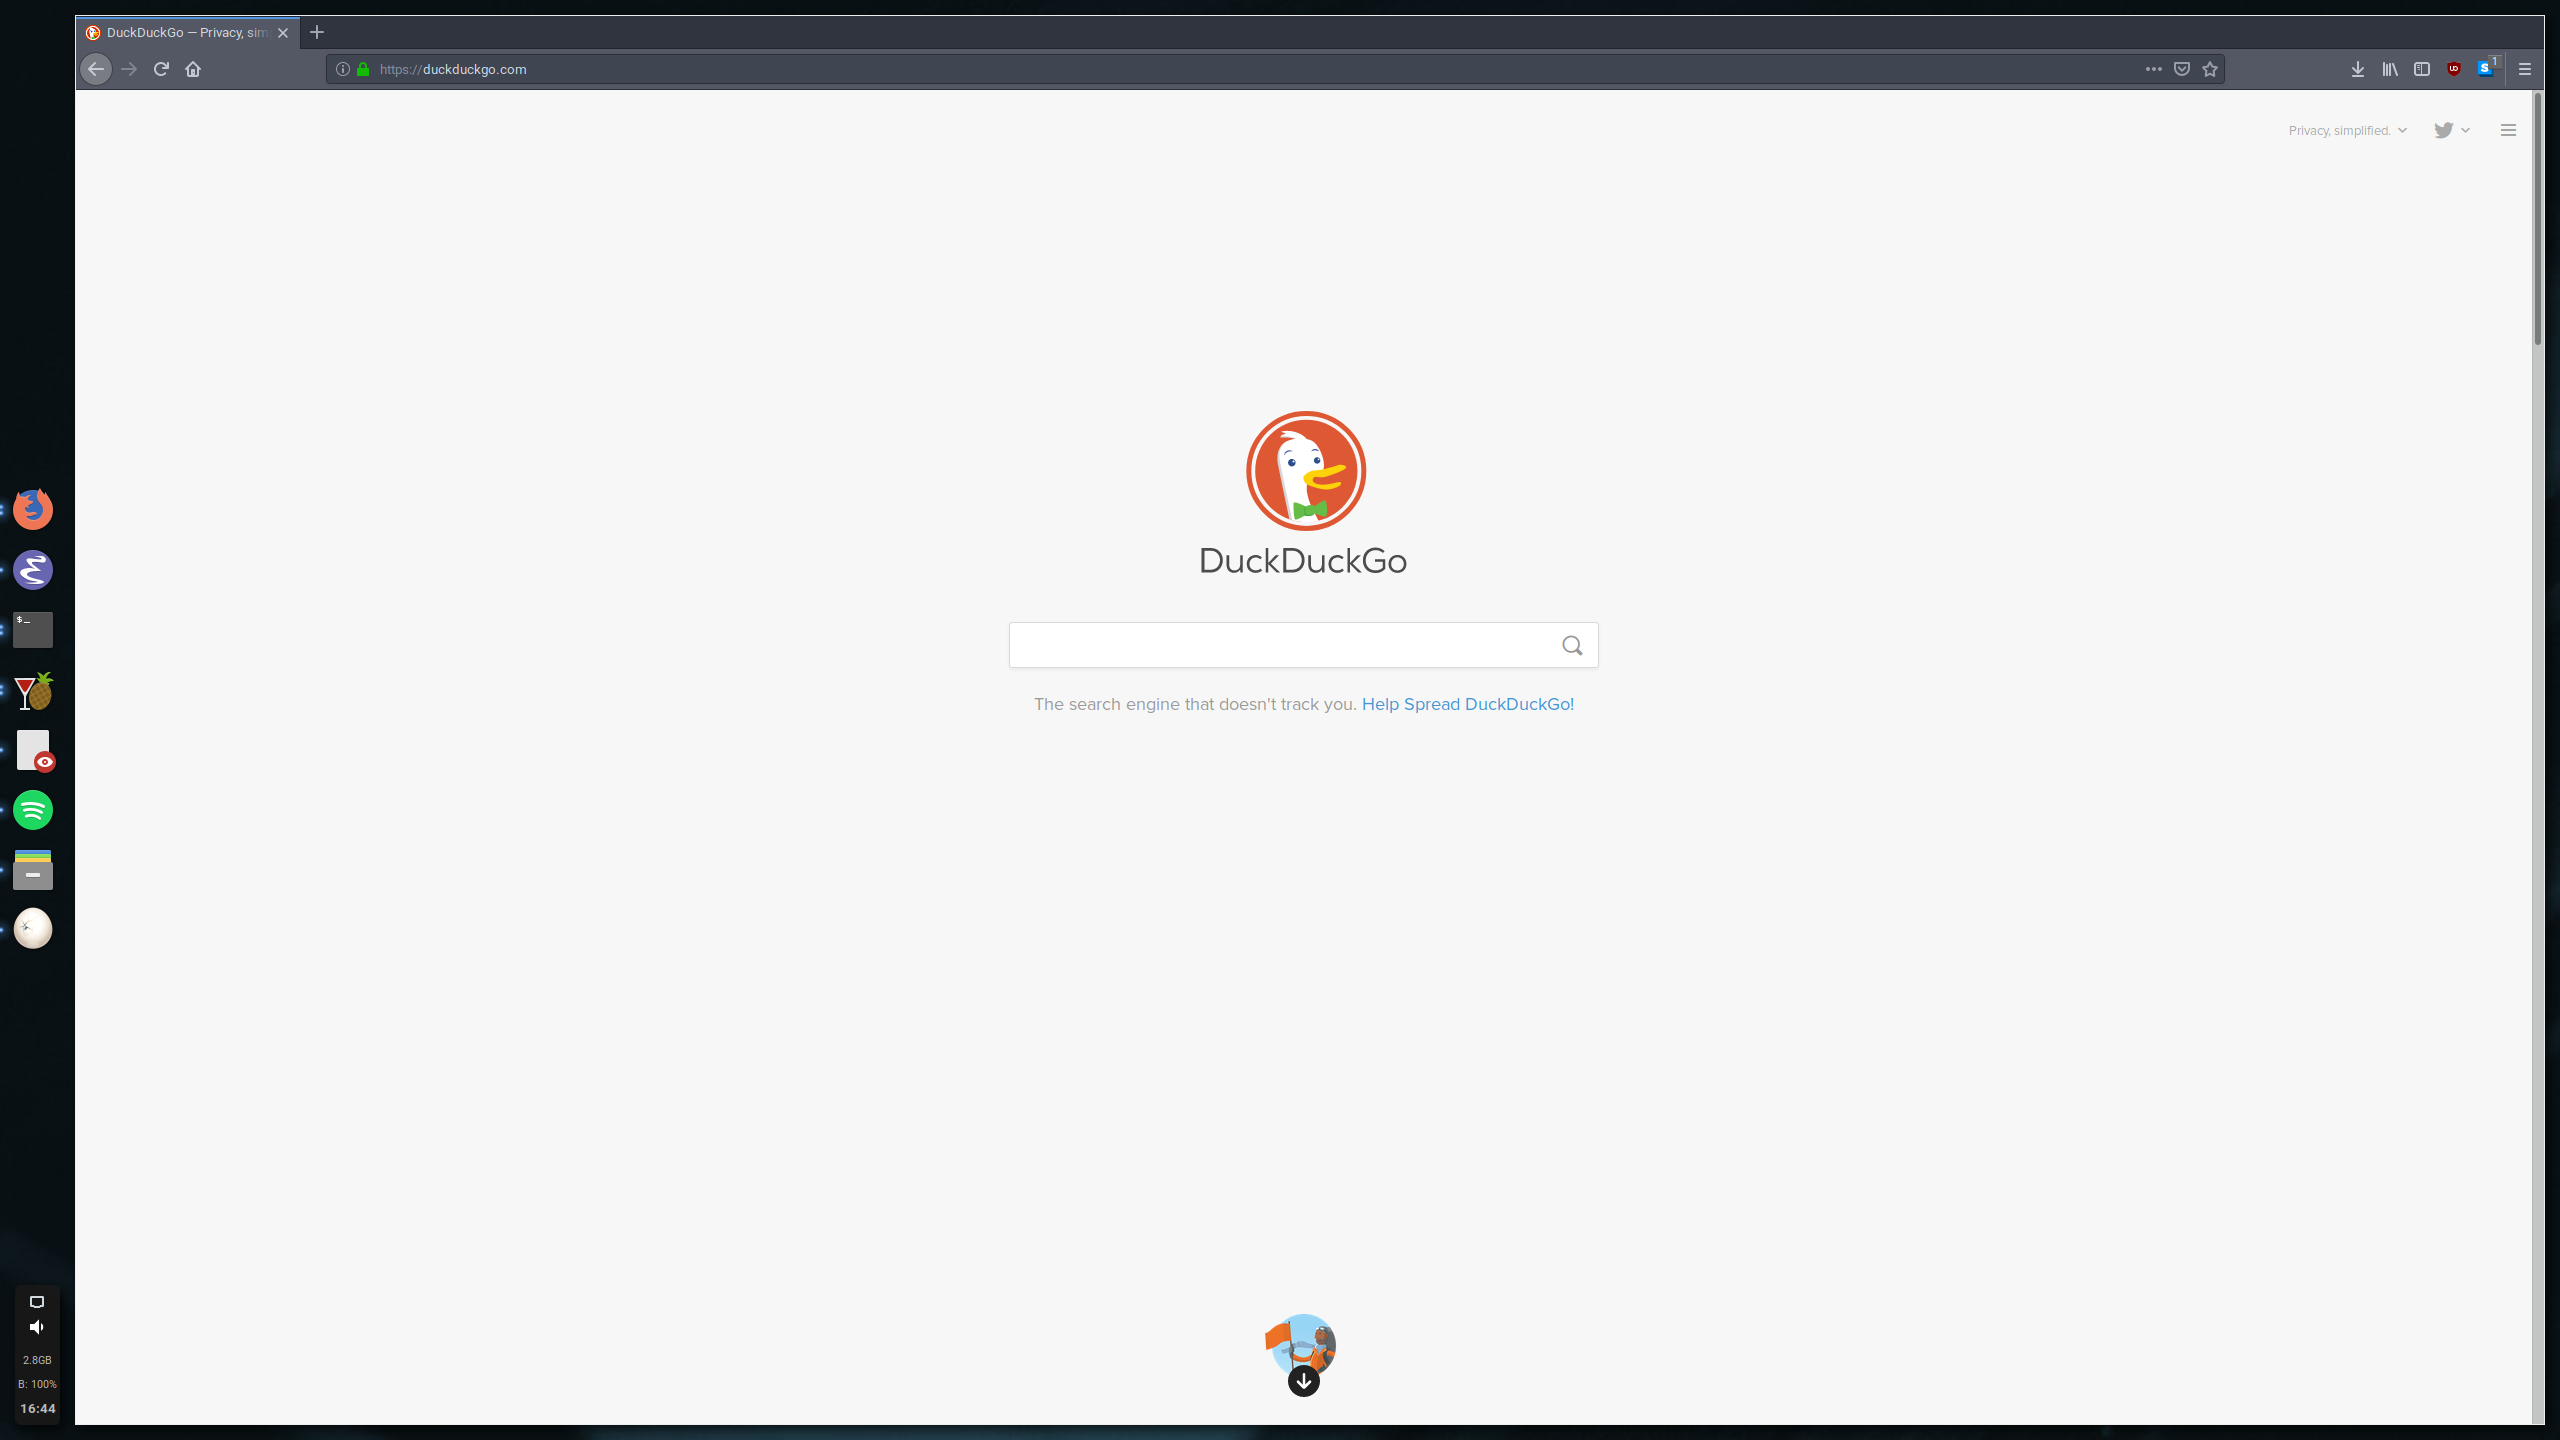 DuckDuckGo — Privacy, sim
https://duckduckgo.com
1
Privacy, simplified.
DuckDuckGo
The search engine that doesn't track you. Help Spread DuckDuckGo!
$_
2.8GB
B: 100%
16:44